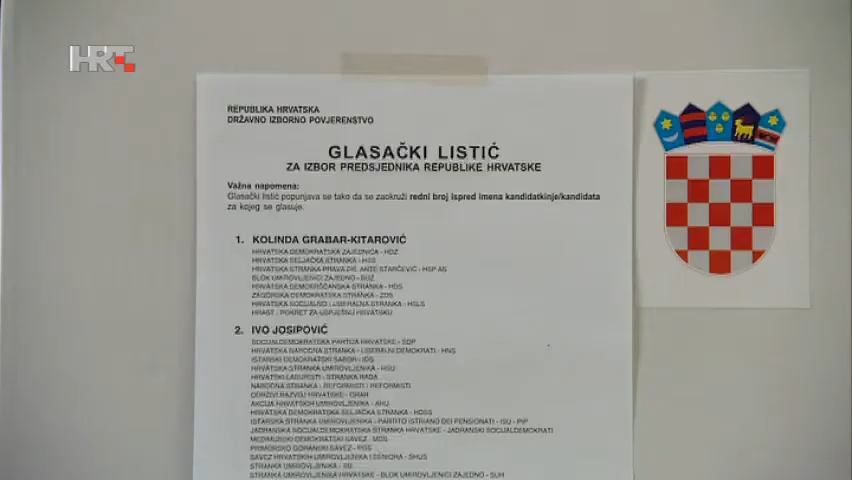 HRT
REPUBLIKA HRVATSKA
DRŽAVNO IZBORNO POVJERENSTVO
GLASAČKI LISTIĆ
ZA IZBOR PREDSJEDNIKA REPUBLIKE HRVATSKE
Važna napomena:
Glasački listić popunjava se tako da se zaokruži redni broj ispred imena kandidatkinje/kandidata
za kojeg se glasuje.
1. KOLINDA GRABAR-KITAROVIĆ
HRVATSKA DEMOKRATSKA ZAJEDNICA - HDZ
HRVATSKA SELJAČKA STRANKA - HSS
HRVATSKA STRANKA PRAVA DR. ANTE STARČEVIĆ - HSP AS
BLOK UMIROVLJENICI ZAJEDNO - BUZ
HRVATSKA DEMOKRŠĆANSKA STRANKA - HDS
ZAGORSKA DEMOKRATSKA STRANKA - ZDS
HRVATSKA SOCIJALNO LIBERALNA STRANKA - HSLS
HRAST - POKRET ZA USPJEŠNU HRVATSKU
2. IVO JOSIPOVIĆ
SOCIJALDEMOKRATSKA PARTIJA HRVATSKE - SDP
HRVATSKA NARODNA STRANKA - LIBERALNI DEMOKRATI - HNS
ISTARSKI DEMOKRATSKI SABOR - IDS
HRVATSKA STRANKA UMIROVLJENIKA - HSU
HRVATSKI LABURISTI - STRANKA RADA
NARODNA STRANKA - REFORMISTI - REFORMISTI
ODRŽIVI RAZVOJ HRVATSKE - ORAH
AKCIJA HRVATSKIH UMIROVLJENIKA - AHU
HRVATSKA DEMOKRATSKA SELJAČKA STRANKA - HDSS
ISTARSKA STRANKA UMIROVLJENIKA - PARTITO ISTRIANO DEI PENSIONATI - ISU - PIP
JADRANSKA SOCIJALDEMOKRATSKA STRANKA HRVATSKE - JADRANSKI SOCIJALDEMOKRATI
MEĐIMURSKI DEMOKRATSKI SAVEZ - MDS
PRIMORSKO GORANSKI SAVEZ - PGS
SAVEZ HRVATSKIH UMIROVLJENIKA I SENIORA - SHUS
STRANKA UMIROVLJENIKA - SU
STRANKA UMIROVLJENIKA HRVATSKE - BLOK UMIROVLJENICI ZAJEDNO - SUH